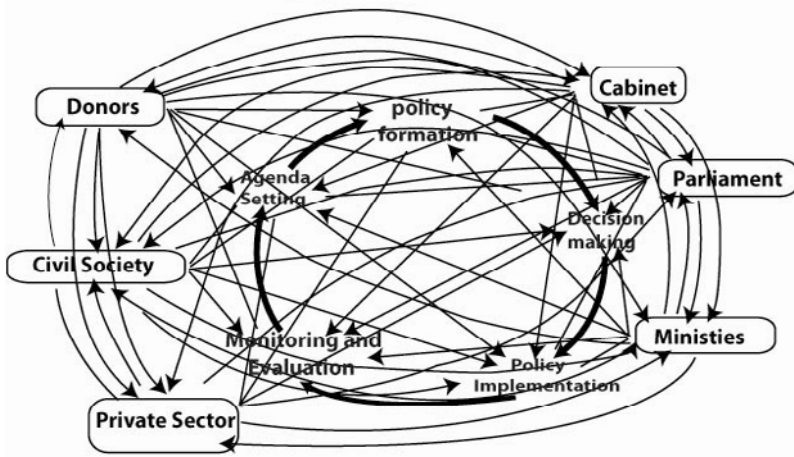 Donors
Cabinet
policy
formation
Agenda
Setting
Parliament
Decision
making
Civil Society
Monitoring and
Evaluation
Ministies
Policy
Implementation
Private Sector